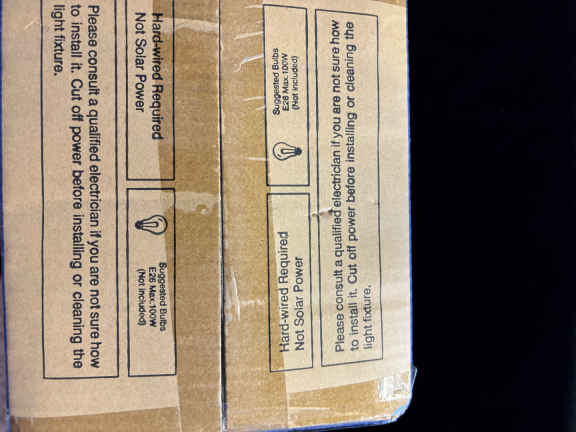 Please consult a qualified electrician if you are not sure how
to install it. Cut off power before installing or cleaning the
light fixture.
Hard-wired Required
Not Solar Power
Suggested Bulbs
E26 Max.100W
(Not included)
Suggested Bulbs
E26 Max.100W
(Not included)
Hard-wired Required
Not Solar Power
Please consult a qualified electrician if you are not sure how
to install it. Cut off power before installing or cleaning the
light fixture.